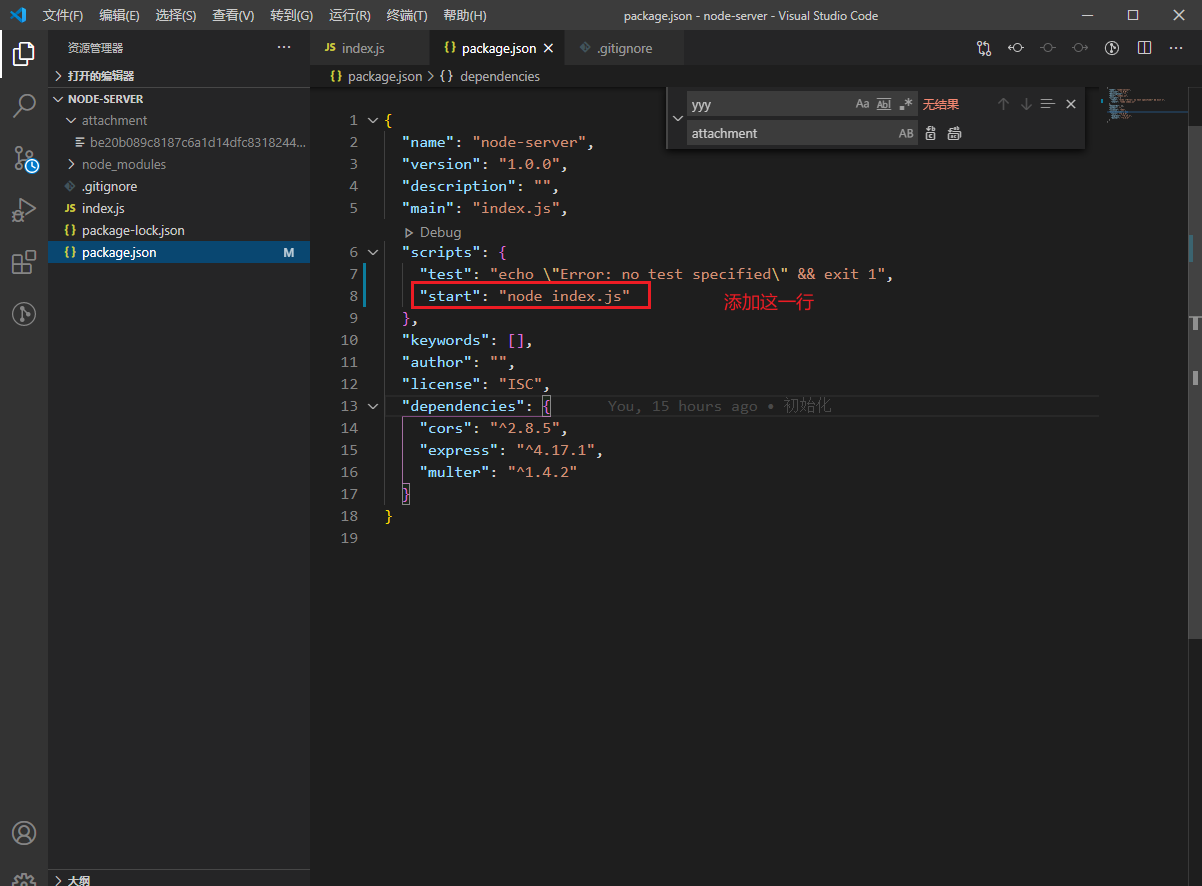 文件(F) 编辑(E) 选择(S) 查看(V) 转到(G) 运行(R) 终端(T) 帮助(H) package.json - node-server - Visual Studio Code
资源管理器
JS index.js {} package.json .gitignore
打开的编辑器
{} package.json > {} dependencies
NODE-SERVER
attachment
be20b089c8187c6a1d14dfc8318244...
node_modules
.gitignore
JS index.js
{} package-lock.json
{} package.json M
大纲
yyy Aa Abl .* 无结果
attachment AB
1 {
2 "name": "node-server",
3 "version": "1.0.0",
4 "description": "",
5 "main": "index.js",
Debug
6 "scripts": {
7 "test": "echo \"Error: no test specified\" && exit 1",
8 "start": "node index.js" 添加这一行
9 },
10 "keywords": [],
11 "author": "",
12 "license": "ISC",
13 "dependencies": { You, 15 hours ago • 初始化
14 "cors": "^2.8.5",
15 "express": "^4.17.1",
16 "multer": "^1.4.2"
17 }
18 }
19